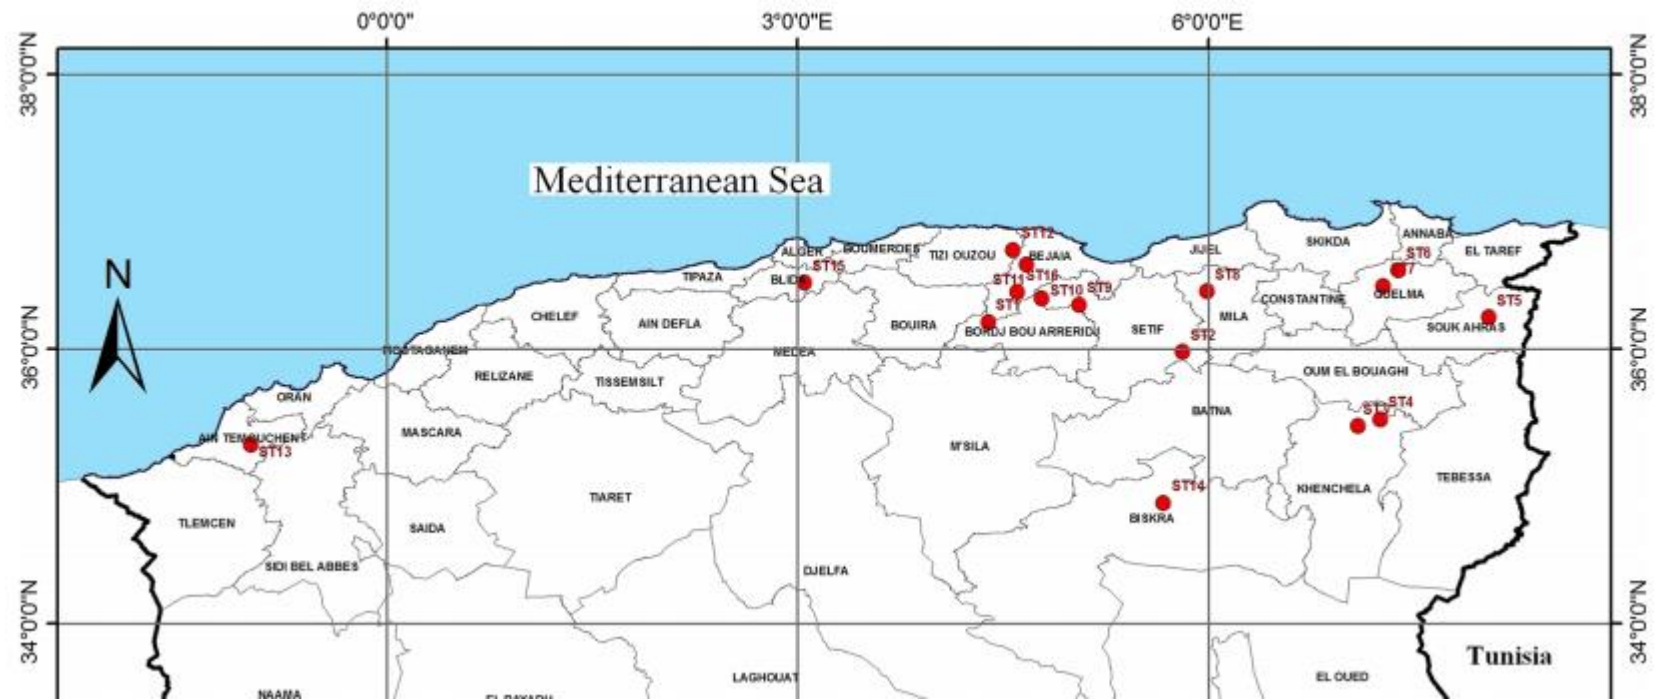 0°0'0" 3°0'0"E 6°0'0"E
38°0'0"N 38°0'0"N
Mediterranean Sea
N
ST12
ALGER BOUMERDES TIZI OUZOU BEJAIA JIJEL SKIKDA ANNABA EL TAREF
ST6
TIPAZA BLIDA ST15 ST11 ST16 ST8
ST10 ST9 CONSTANTINE GUELMA
ST5
CHELEF AIN DEFLA BOUIRA BORDJ BOU ARRERIDJ SETIF MILA SOUK AHRAS
ST2
36°0'0"N MOSTAGANEM MEDEA 36°0'0"N
RELIZANE TISSEMSILT OUM EL BOUAGHI
ORAN
ST4
BATNA
AIN TEMOUCHENT MASCARA M'SILA
ST13
TEBESSA
ST14 KHENCHELA
TIARET
TLEMCEN SAIDA BISKRA
SIDI BEL ABBES DJELFA
34°0'0"N 34°0'0"N
Tunisia
LAGHOUAT EL OUED
NAAMA EL BAYADH